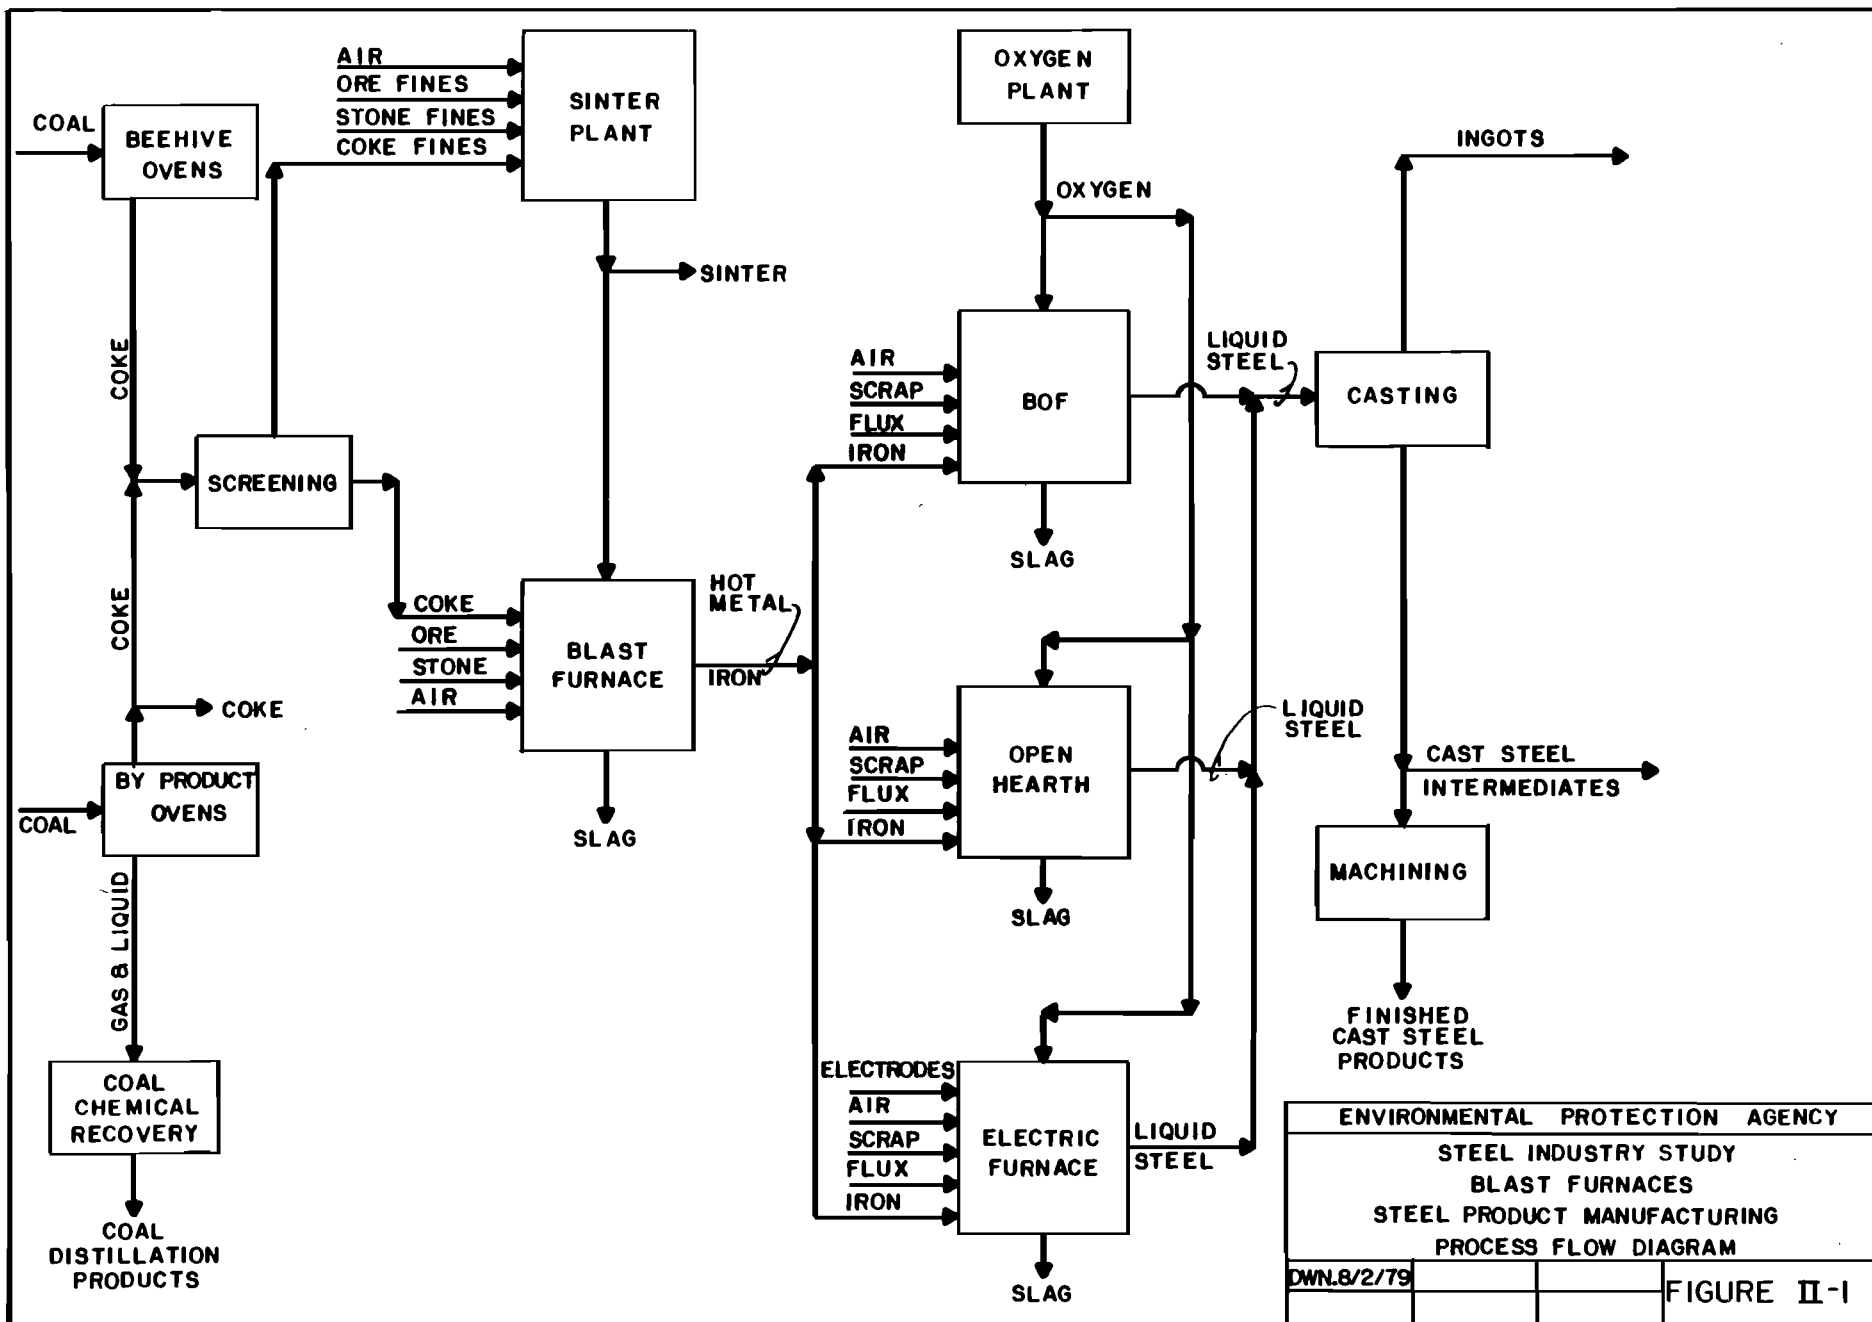 COAL
BEEHIVE
OVENS
AIR
ORE FINES
STONE FINES
COKE FINES
SINTER
PLANT
SINTER
COKE
SCREENING
COKE
COKE
BY PRODUCT
OVENS
COAL
GAS & LIQUID
COAL
CHEMICAL
RECOVERY
COAL
DISTILLATION
PRODUCTS
COKE
ORE
STONE
AIR
BLAST
FURNACE
SLAG
HOT
METAL
IRON
OXYGEN
PLANT
OXYGEN
AIR
SCRAP
FLUX
IRON
BOF
SLAG
LIQUID
STEEL
AIR
SCRAP
FLUX
IRON
OPEN
HEARTH
SLAG
LIQUID
STEEL
ELECTRODES
AIR
SCRAP
FLUX
IRON
ELECTRIC
FURNACE
SLAG
LIQUID
STEEL
INGOTS
CASTING
CAST STEEL
INTERMEDIATES
MACHINING
FINISHED
CAST STEEL
PRODUCTS
ENVIRONMENTAL PROTECTION AGENCY
STEEL INDUSTRY STUDY
BLAST FURNACES
STEEL PRODUCT MANUFACTURING
PROCESS FLOW DIAGRAM
DWN.8/2/79
FIGURE II-1